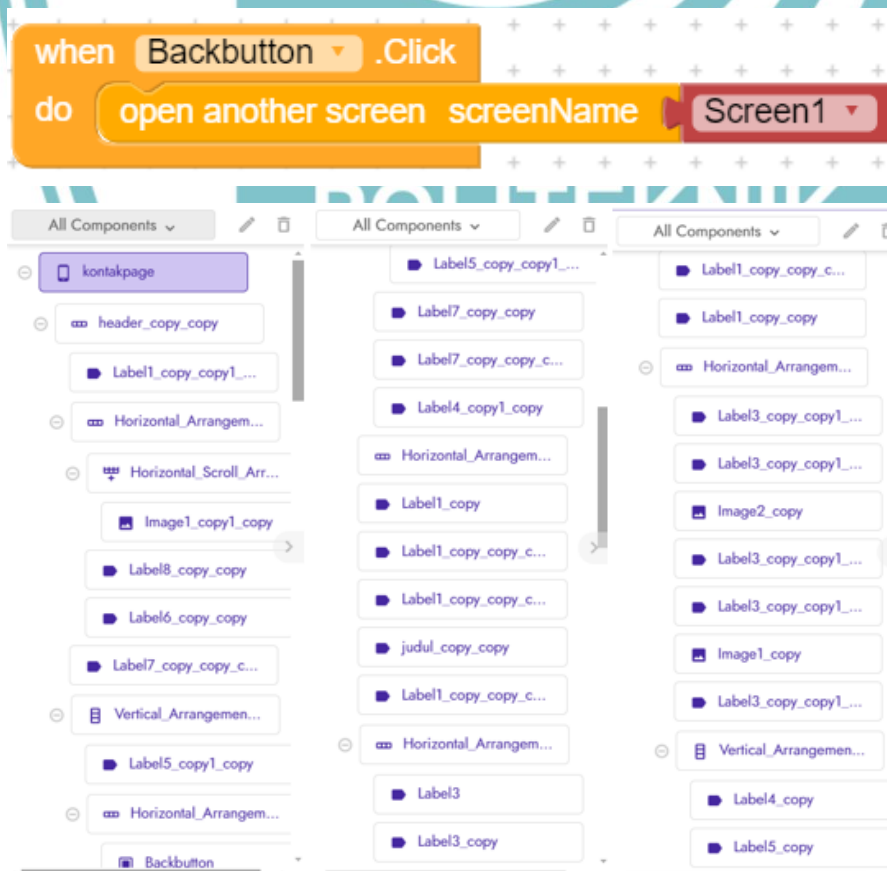 when Backbutton .Click
do open another screen screenName Screen1
POLITEKNIK
All Components
kontakpage
header_copy_copy
Label1_copy_copy1_...
Horizontal_Arrangem...
Horizontal_Scroll_Arr...
Image1_copy1_copy
Label8_copy_copy
Label6_copy_copy
Label7_copy_copy_c...
Vertical_Arrangemen...
Label5_copy1_copy
Horizontal_Arrangem...
Backbutton
All Components
Label5_copy_copy1_...
Label7_copy_copy
Label7_copy_copy_c...
Label4_copy1_copy
Horizontal_Arrangem...
Label1_copy
Label1_copy_copy_c...
Label1_copy_copy_c...
judul_copy_copy
Label1_copy_copy_c...
Horizontal_Arrangem...
Label3
Label3_copy
All Components
Label1_copy_copy_c...
Label1_copy_copy
Horizontal_Arrangem...
Label3_copy_copy1_...
Label3_copy_copy1_...
Image2_copy
Label3_copy_copy1_...
Label3_copy_copy1_...
Image1_copy
Label3_copy_copy1_...
Vertical_Arrangemen...
Label4_copy
Label5_copy